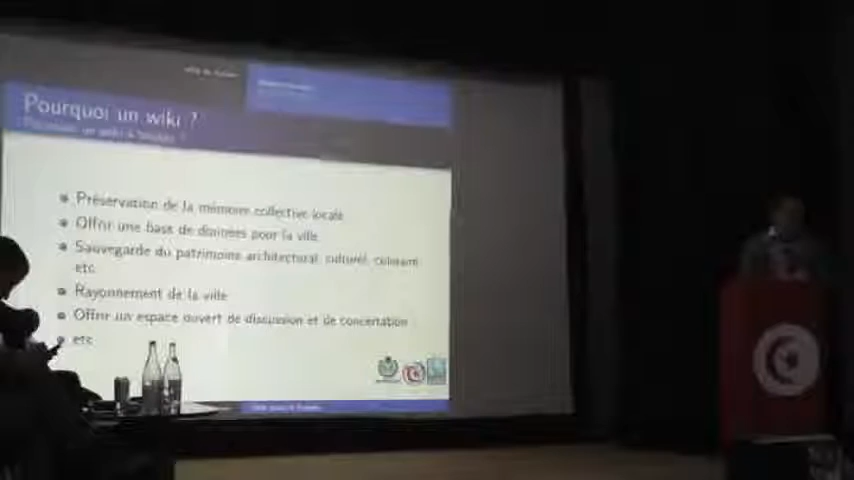 Pourquoi un wiki ?
Préservation de la mémoire collective locale
Offrir une base de données pour la ville
Sauvegarde du patrimoine architectural, culturel, culinaire,
etc.
Rayonnement de la ville
Offrir un espace ouvert de discussion et de concertation
etc